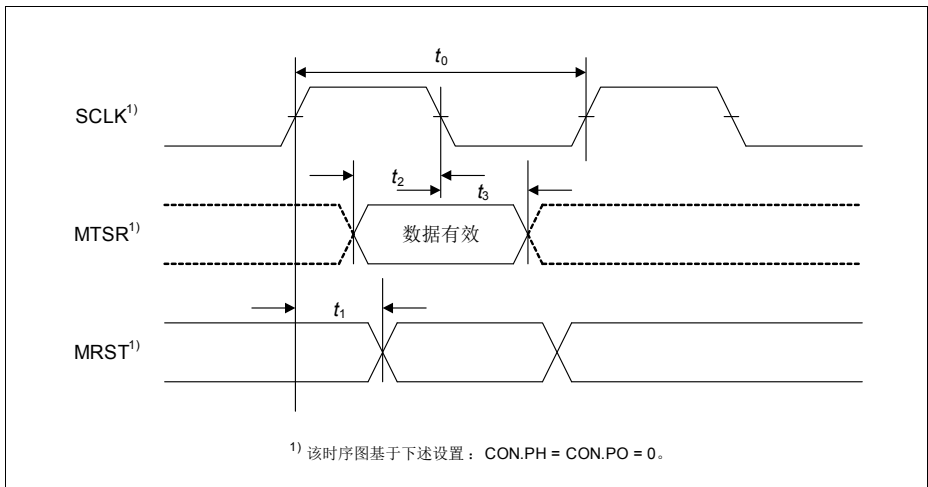 t0
SCLK1)
t2
t3
MTSR1)
数据有效
t1
MRST1)
1) 该时序图基于下述设置：CON.PH = CON.PO = 0。